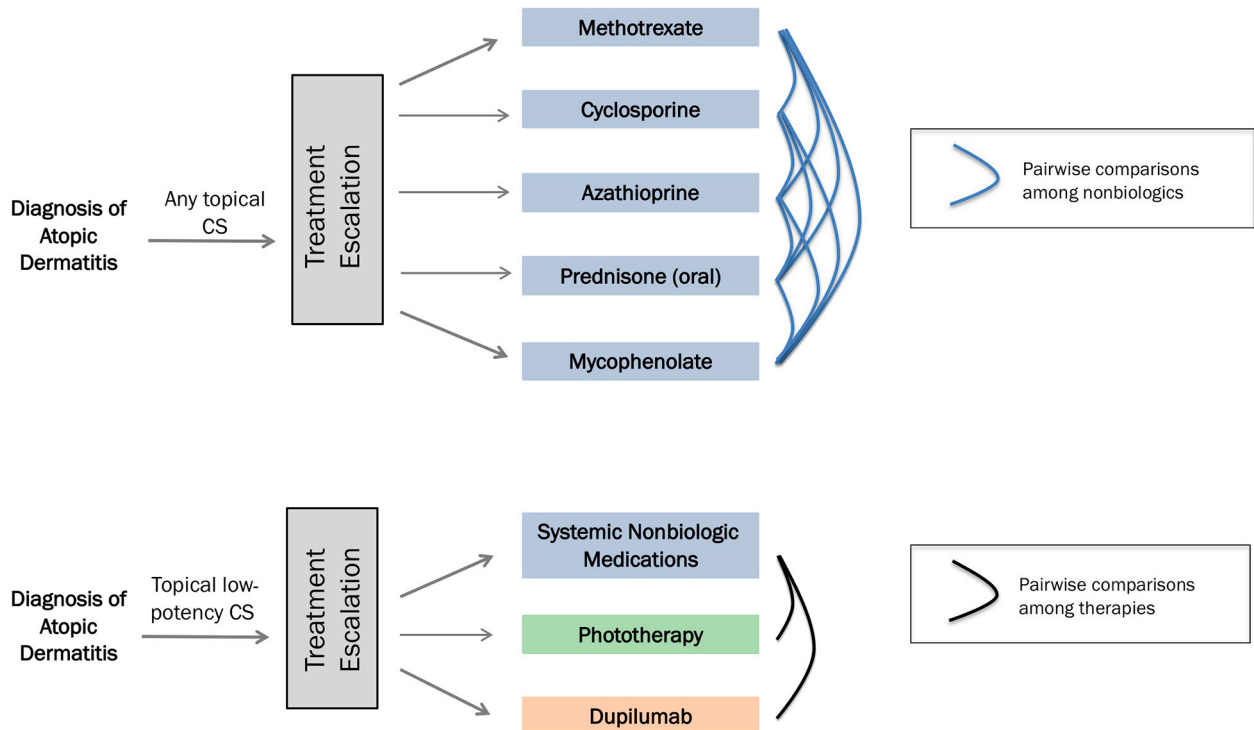 Methotrexate
Cyclosporine
Azathioprine
Prednisone (oral)
Mycophenolate
Diagnosis of
Atopic
Dermatitis
Any topical
CS
Treatment
Escalation
Pairwise comparisons
among nonbiologics
Diagnosis of
Atopic
Dermatitis
Topical low-
potency CS
Treatment
Escalation
Systemic Nonbiologic
Medications
Phototherapy
Dupilumab
Pairwise comparisons
among therapies